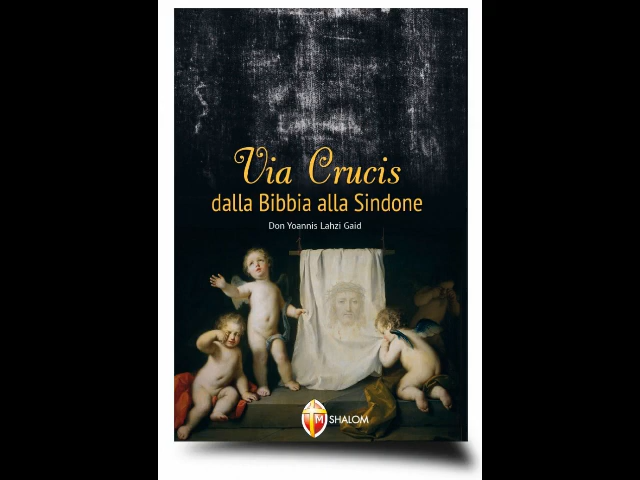 Via Crucis
dalla Bibbia alla Sindone
Don Yoannis Lahzi Gaid
M SHALOM